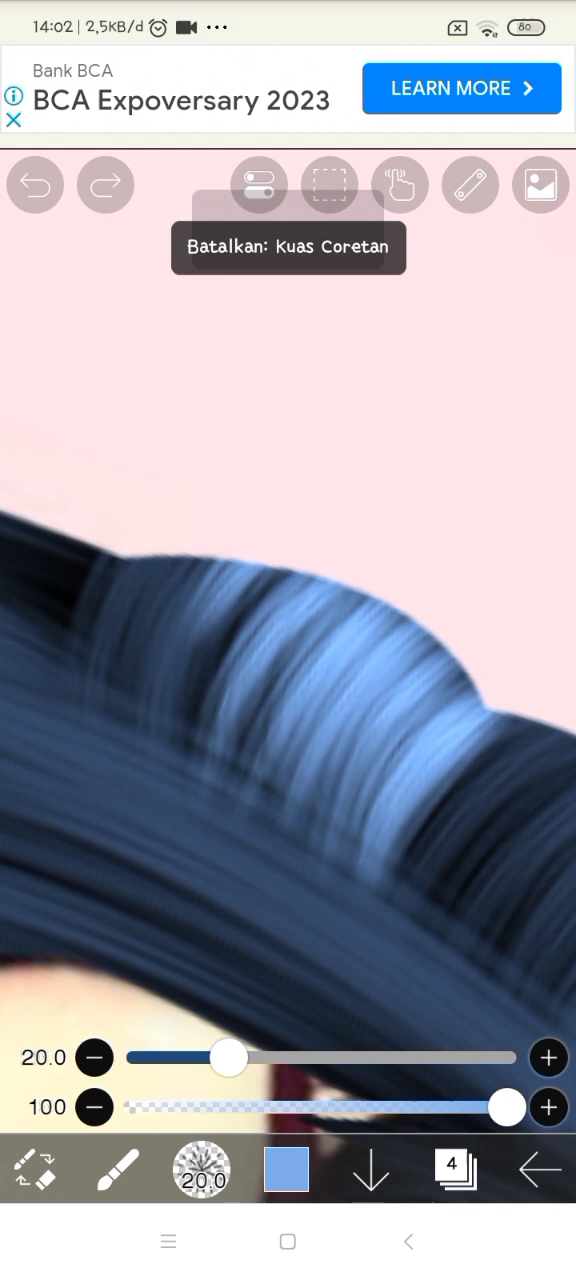 14:02 | 2,5KB/d
80
Bank BCA
BCA Expoversary 2023
LEARN MORE
Batalkan: Kuas Coretan
20.0
100
20.0
4